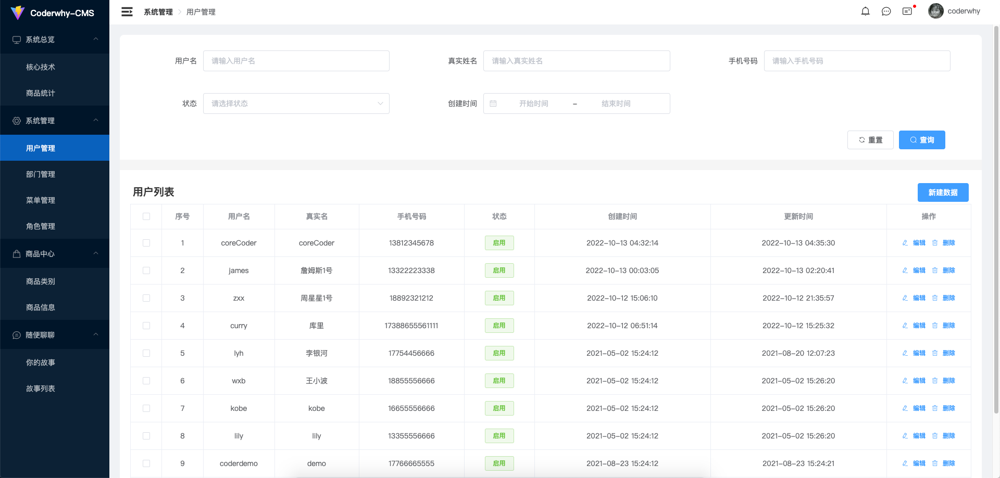 Coderwhy-CMS
系统总览
核心技术
商品统计
系统管理
用户管理
部门管理
菜单管理
角色管理
商品中心
商品类别
商品信息
随便聊聊
你的故事
故事列表
系统管理 用户管理
coderwhy
用户名 请输入用户名 真实姓名 请输入真实姓名 手机号码 请输入手机号码
状态 请选择状态 创建时间 开始时间 - 结束时间
重置 查询
用户列表 新建数据
序号 用户名 真实名 手机号码 状态 创建时间 更新时间 操作
1 coreCoder coreCoder 13812345678 启用 2022-10-13 04:32:14 2022-10-13 04:35:30 编辑 删除
2 james 詹姆斯1号 13322223338 启用 2022-10-13 00:03:05 2022-10-13 02:20:41 编辑 删除
3 zxx 周星星1号 18892321212 启用 2022-10-12 15:06:10 2022-10-12 21:35:57 编辑 删除
4 curry 库里 17388655561111 启用 2022-10-12 06:51:14 2022-10-12 15:25:32 编辑 删除
5 lyh 李银河 17754456666 启用 2021-05-02 15:24:12 2021-08-20 12:07:23 编辑 删除
6 wxb 王小波 18855556666 启用 2021-05-02 15:24:12 2021-05-02 15:26:20 编辑 删除
7 kobe kobe 16655556666 启用 2021-05-02 15:24:12 2021-05-02 15:26:20 编辑 删除
8 lily lily 13355556666 启用 2021-05-02 15:24:12 2021-05-02 15:26:20 编辑 删除
9 coderdemo demo 17766665555 启用 2021-08-23 15:24:12 2021-08-23 15:24:21 编辑 删除